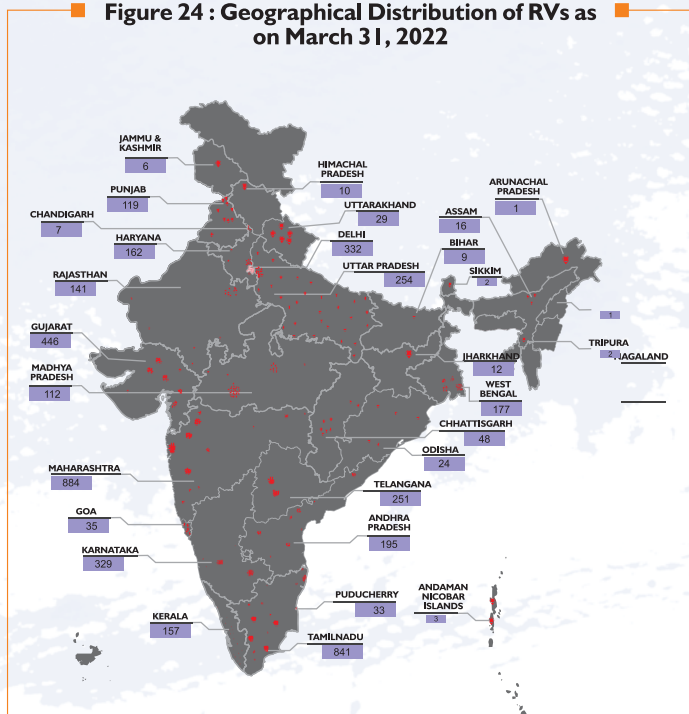 Figure 24 : Geographical Distribution of RVs as
on March 31, 2022
JAMMU &
KASHMIR
6
HIMACHAL
PRADESH
10
ARUNACHAL
PRADESH
1
PUNJAB
119
UTTARAKHAND
29
ASSAM
16
CHANDIGARH
7
DELHI
332
BIHAR
9
HARYANA
162
UTTAR PRADESH
254
SIKKIM
2
RAJASTHAN
141
1
GUJARAT
446
TRIPURA
2
NAGALAND
JHARKHAND
12
MADHYA
PRADESH
112
WEST
BENGAL
177
CHHATTISGARH
48
ODISHA
24
MAHARASHTRA
884
TELANGANA
251
GOA
35
ANDHRA
PRADESH
195
KARNATAKA
329
PUDUCHERRY
33
ANDAMAN
NICOBAR
ISLANDS
3
KERALA
157
TAMILNADU
841